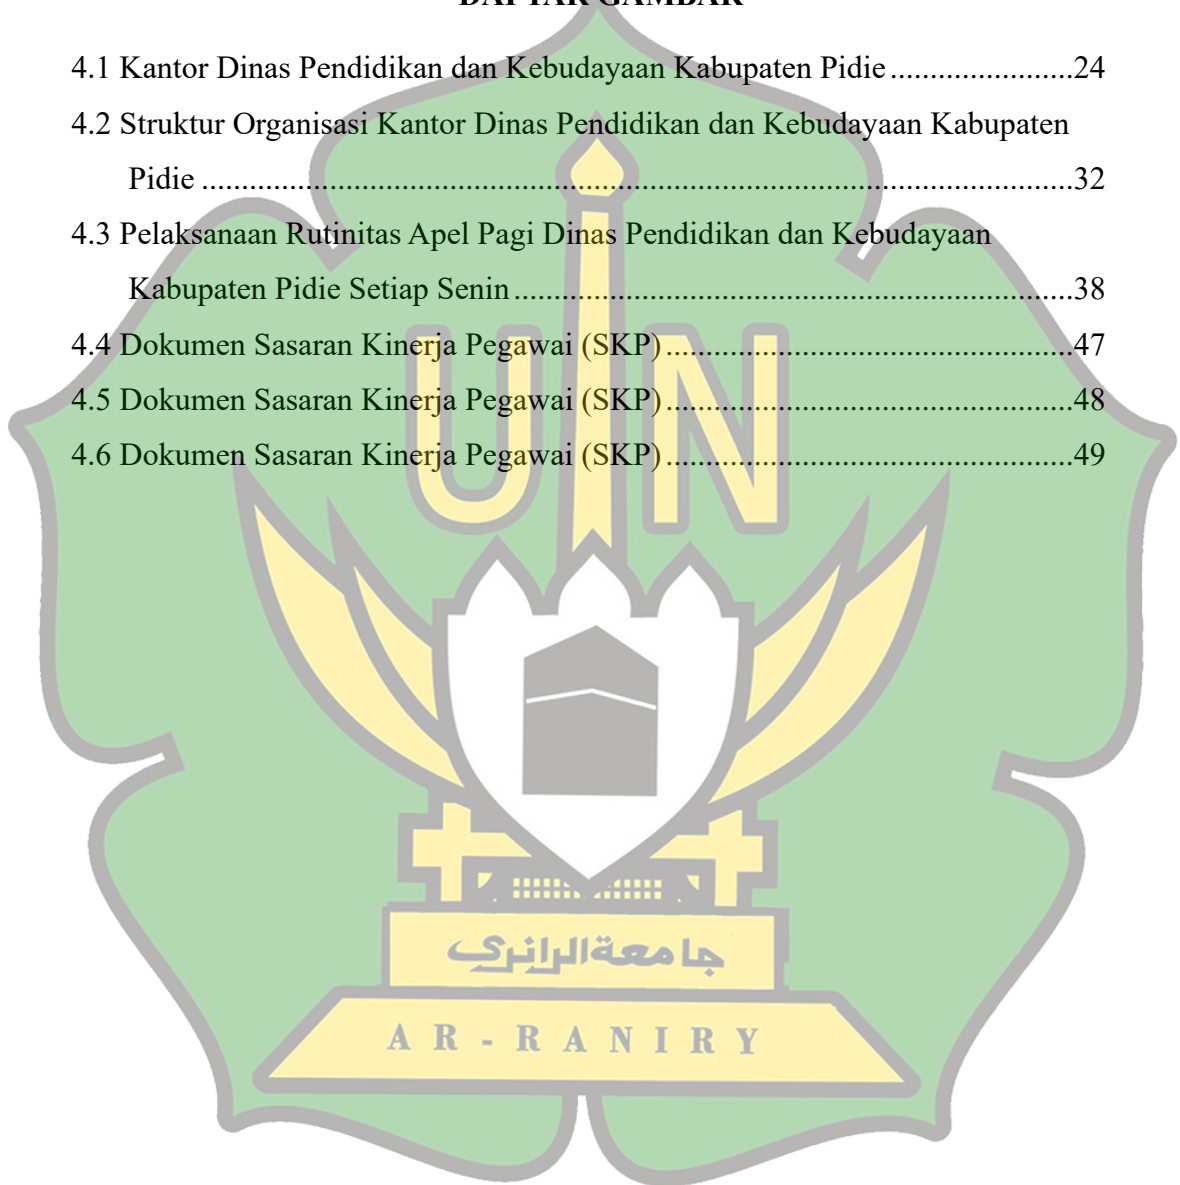 DAFTAR GAMBAR
4.1 Kantor Dinas Pendidikan dan Kebudayaan Kabupaten Pidie.......................24
4.2 Struktur Organisasi Kantor Dinas Pendidikan dan Kebudayaan Kabupaten
Pidie .............................................................................................................32
4.3 Pelaksanaan Rutinitas Apel Pagi Dinas Pendidikan dan Kebudayaan
Kabupaten Pidie Setiap Senin......................................................................38
4.4 Dokumen Sasaran Kinerja Pegawai (SKP)...................................................47
4.5 Dokumen Sasaran Kinerja Pegawai (SKP)...................................................48
4.6 Dokumen Sasaran Kinerja Pegawai (SKP)...................................................49
UIN
جامعةالرانري
AR-RANIRY